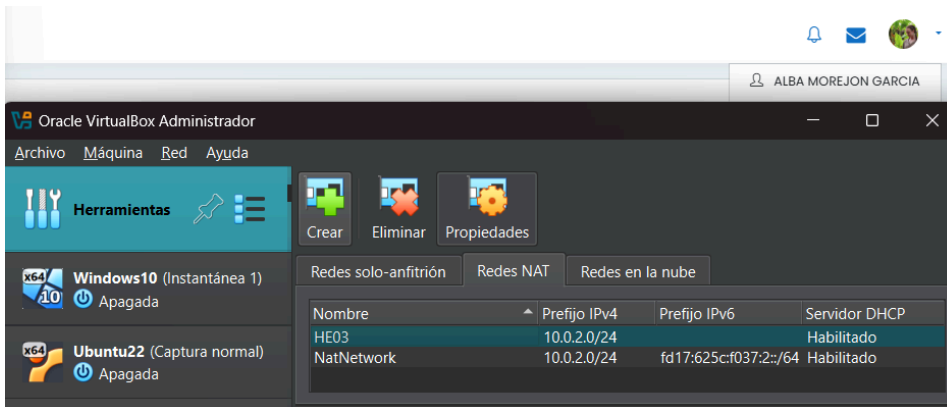 ALBA MOREJON GARCIA
Oracle VirtualBox Administrador
Archivo Máquina Red Ayuda
Herramientas
Crear Eliminar Propiedades
Redes solo-anfitrión Redes NAT Redes en la nube
x64 Windows10 (Instantánea 1)
10 Apagada
x64 Ubuntu22 (Captura normal)
Apagada
Nombre Prefijo IPv4 Prefijo IPv6 Servidor DHCP
HE03 10.0.2.0/24 Habilitado
NatNetwork 10.0.2.0/24 fd17:625c:f037:2::/64 Habilitado